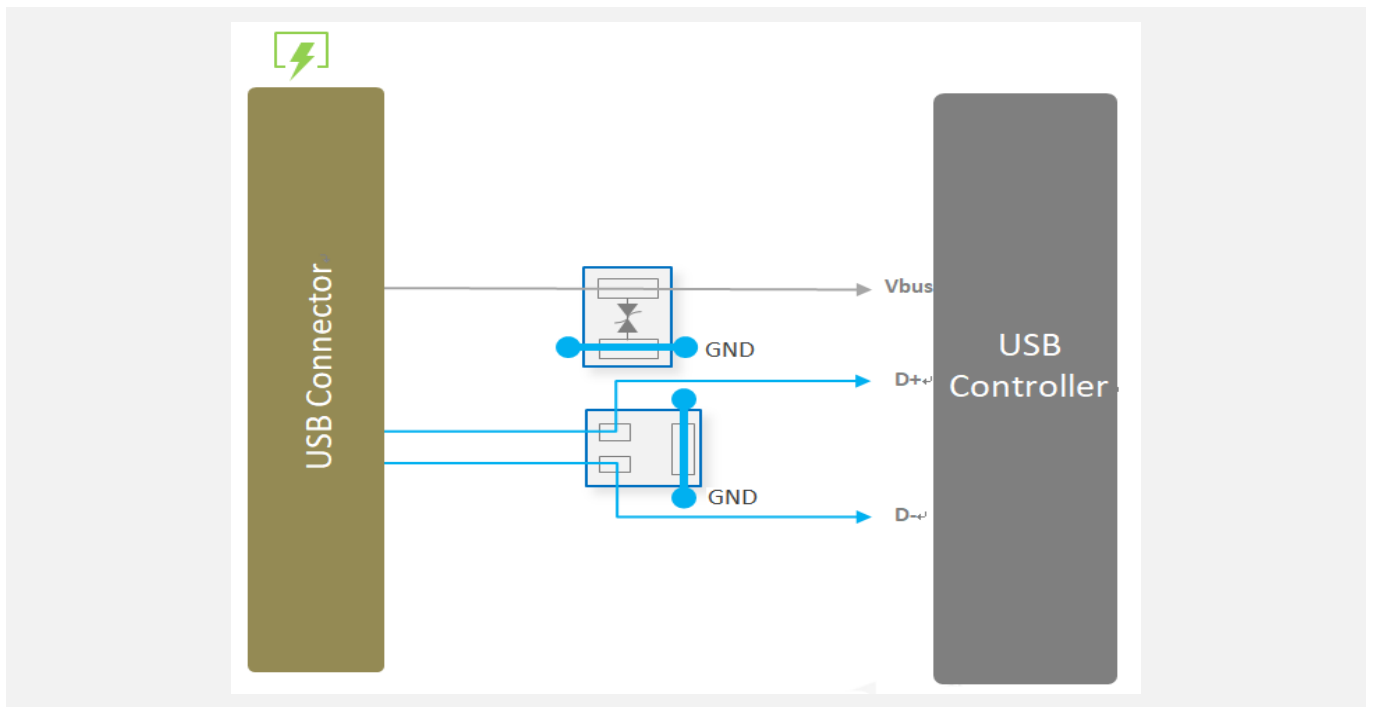 USB Connector
Vbus
GND
D+
USB
Controller
GND
D-